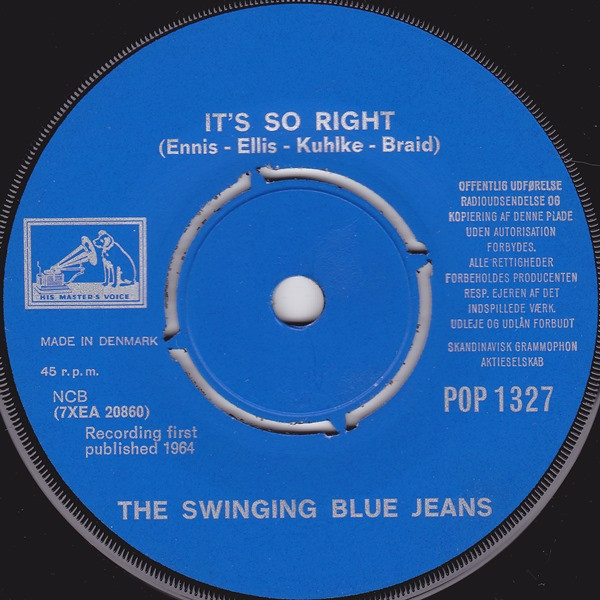 IT'S SO RIGHT
(Ennis - Ellis - Kuhlke - Braid)
OFFENTLIG UDFØRELSE
RADIOUDSENDELSE OG
KOPIERING AF DENNE PLADE
UDEN AUTORISATION
FORBYDES.
ALLE RETTIGHEDER
FORBEHOLDES PRODUCENTEN
RESP. EJEREN AF DET
INDSPILLEDE VÆRK.
UDLEJE OG UDLÅN FORBUDT
SKANDINAVISK GRAMMOPHON
AKTIESELSKAB
HIS MASTER'S VOICE
MADE IN DENMARK
45 r.p.m.
NCB
(7XEA 20860)
Recording first
published 1964
POP 1327
THE SWINGING BLUE JEANS